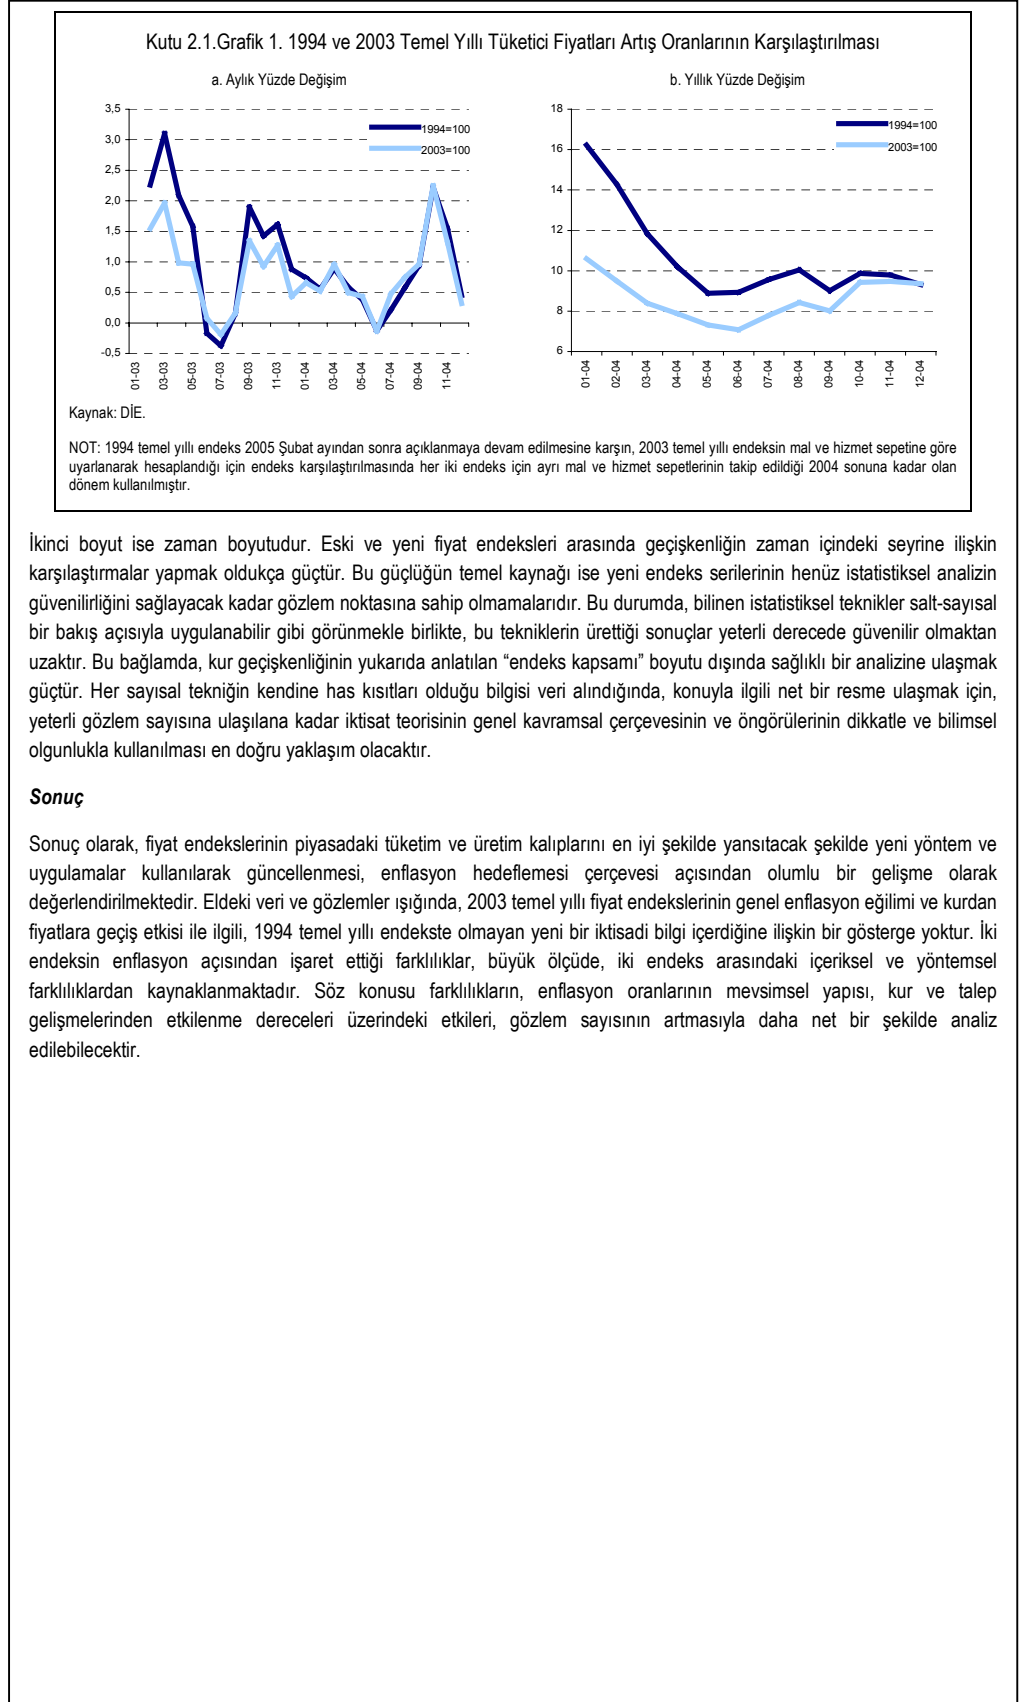 Kutu 2.1.Grafik 1. 1994 ve 2003 Temel Yıllı Tüketici Fiyatları Artış Oranlarının Karşılaştırılması
a. Aylık Yüzde Değişim
3,5
3,0
2,5
2,0
1,5
1,0
0,5
0,0
-0,5
1994=100
2003=100
01-03
03-03
05-03
07-03
09-03
11-03
01-04
03-04
05-04
07-04
09-04
11-04
b. Yıllık Yüzde Değişim
18
16
14
12
10
8
6
1994=100
2003=100
01-04
02-04
03-04
04-04
05-04
06-04
07-04
08-04
09-04
10-04
11-04
12-04
Kaynak: DİE.
NOT: 1994 temel yıllı endeks 2005 Şubat ayından sonra açıklanmaya devam edilmesine karşın, 2003 temel yıllı endeksin mal ve hizmet sepetine göre
uyarlanarak hesaplandığı için endeks karşılaştırılmasında her iki endeks için ayrı mal ve hizmet sepetlerinin takip edildiği 2004 sonuna kadar olan
dönem kullanılmıştır.
İkinci boyut ise zaman boyutudur. Eski ve yeni fiyat endeksleri arasında geçişkenliğin zaman içindeki seyrine ilişkin
karşılaştırmalar yapmak oldukça güçtür. Bu güçlüğün temel kaynağı ise yeni endeks serilerinin henüz istatistiksel analizin
güvenilirliğini sağlayacak kadar gözlem noktasına sahip olmamalarıdır. Bu durumda, bilinen istatistiksel teknikler salt-sayısal
bir bakış açısıyla uygulanabilir gibi görünmekle birlikte, bu tekniklerin ürettiği sonuçlar yeterli derecede güvenilir olmaktan
uzaktır. Bu bağlamda, kur geçişkenliğinin yukarıda anlatılan “endeks kapsamı” boyutu dışında sağlıklı bir analizine ulaşmak
güçtür. Her sayısal tekniğin kendine has kısıtları olduğu bilgisi veri alındığında, konuyla ilgili net bir resme ulaşmak için,
yeterli gözlem sayısına ulaşılana kadar iktisat teorisinin genel kavramsal çerçevesinin ve öngörülerinin dikkatle ve bilimsel
olgunlukla kullanılması en doğru yaklaşım olacaktır.
Sonuç
Sonuç olarak, fiyat endekslerinin piyasadaki tüketim ve üretim kalıplarını en iyi şekilde yansıtacak şekilde yeni yöntem ve
uygulamalar kullanılarak güncellenmesi, enflasyon hedeflemesi çerçevesi açısından olumlu bir gelişme olarak
değerlendirilmektedir. Eldeki veri ve gözlemler ışığında, 2003 temel yıllı fiyat endekslerinin genel enflasyon eğilimi ve kurdan
fiyatlara geçiş etkisi ile ilgili, 1994 temel yıllı endekste olmayan yeni bir iktisadi bilgi içerdiğine ilişkin bir gösterge yoktur. İki
endeksin enflasyon açısından işaret ettiği farklılıklar, büyük ölçüde, iki endeks arasındaki içeriksel ve yöntemsel
farklılıklardan kaynaklanmaktadır. Söz konusu farklılıkların, enflasyon oranlarının mevsimsel yapısı, kur ve talep
gelişmelerinden etkilenme dereceleri üzerindeki etkileri, gözlem sayısının artmasıyla daha net bir şekilde analiz
edilebilecektir.